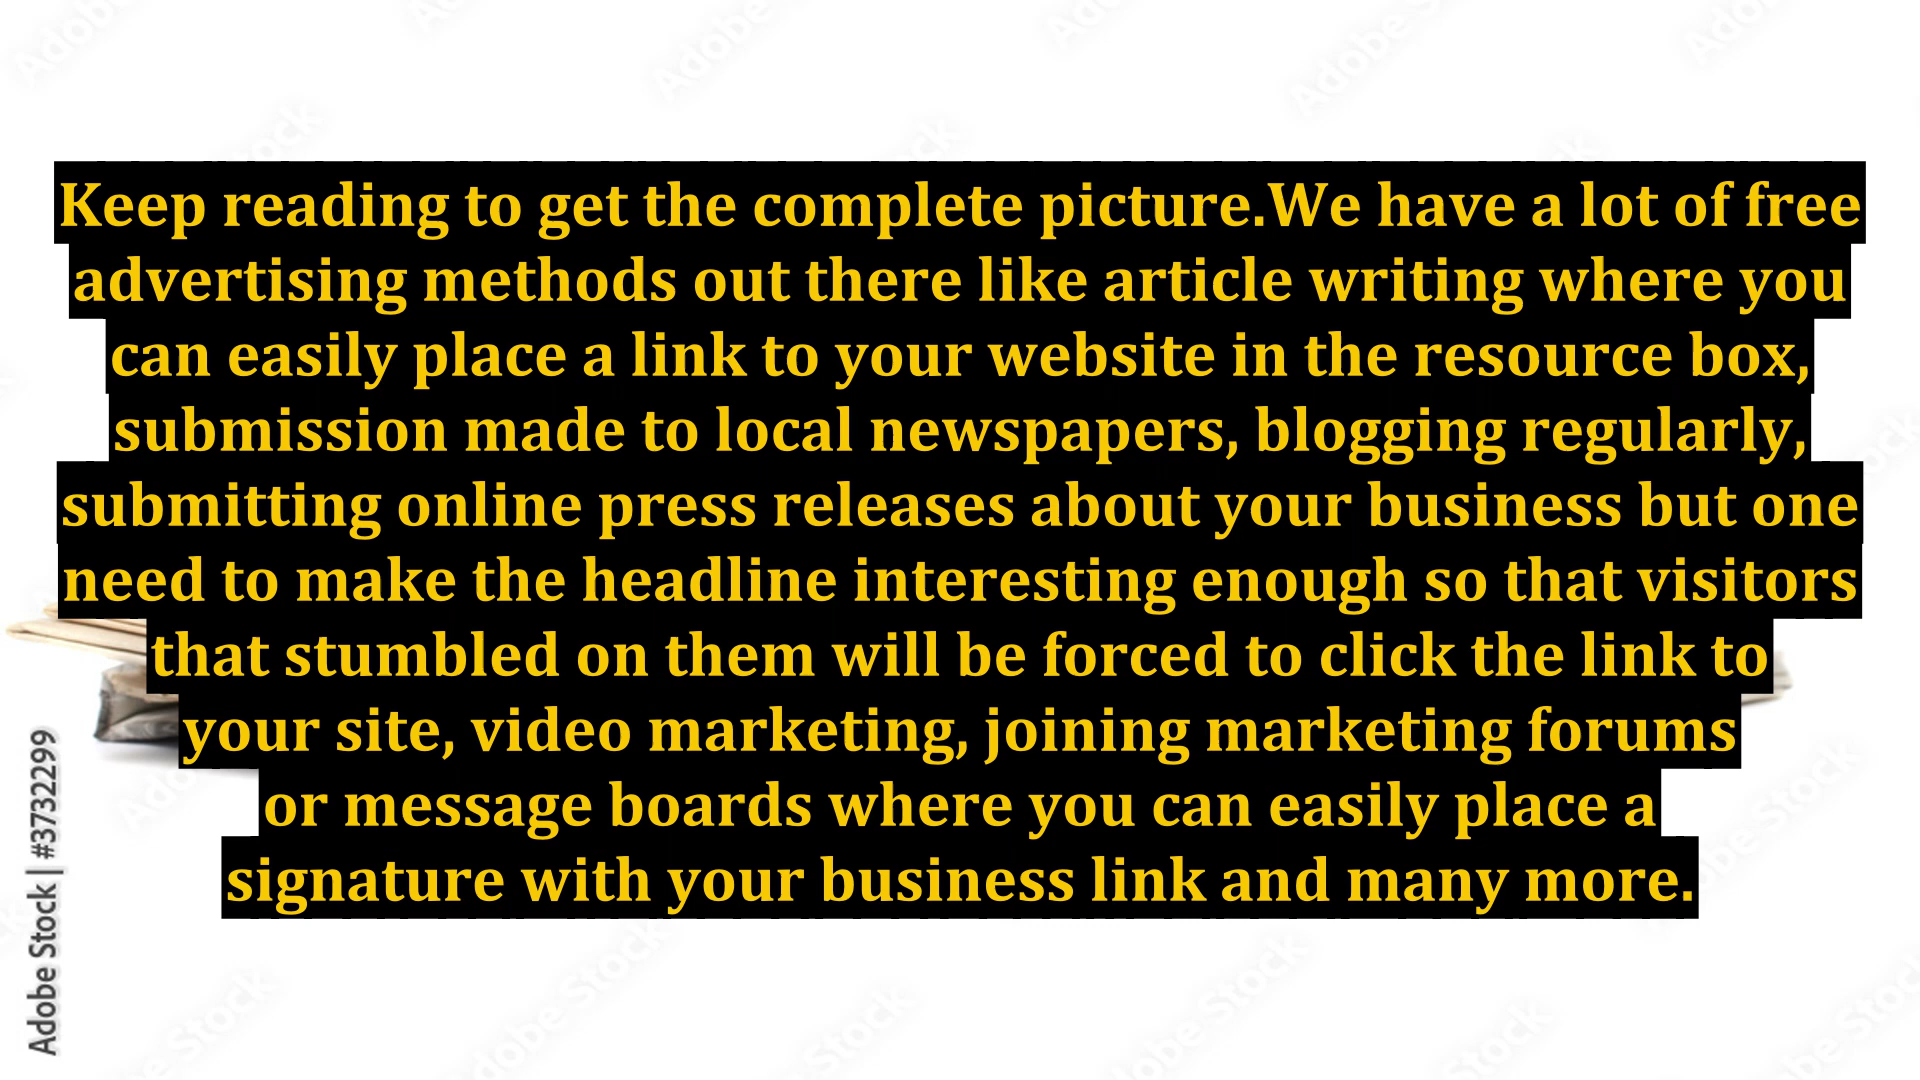 Keep reading to get the complete picture.We have a lot of free
advertising methods out there like article writing where you
can easily place a link to your website in the resource box,
submission made to local newspapers, blogging regularly,
submitting online press releases about your business but one
need to make the headline interesting enough so that visitors
that stumbled on them will be forced to click the link to
your site, video marketing, joining marketing forums
or message boards where you can easily place a
signature with your business link and many more.
Adobe Stock | #3732299